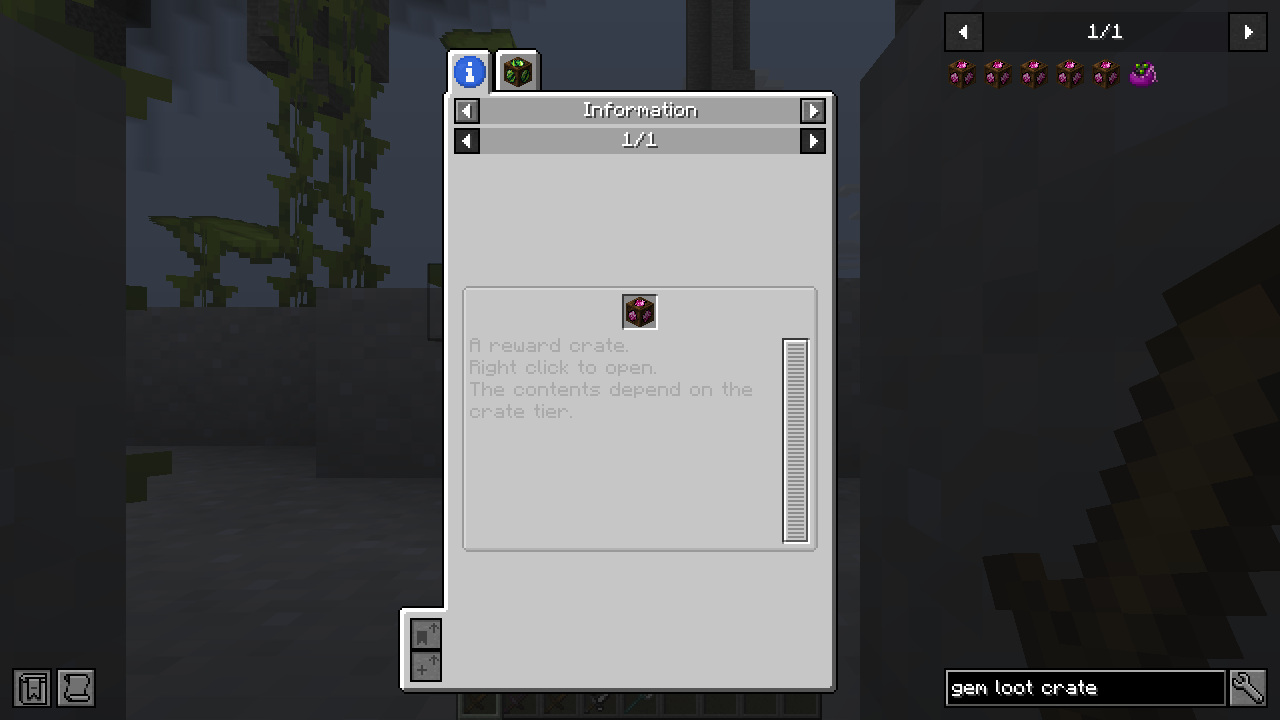 1/1
Information
1/1
A reward crate.
Right click to open.
The contents depend on the
crate tier.
gem loot crate